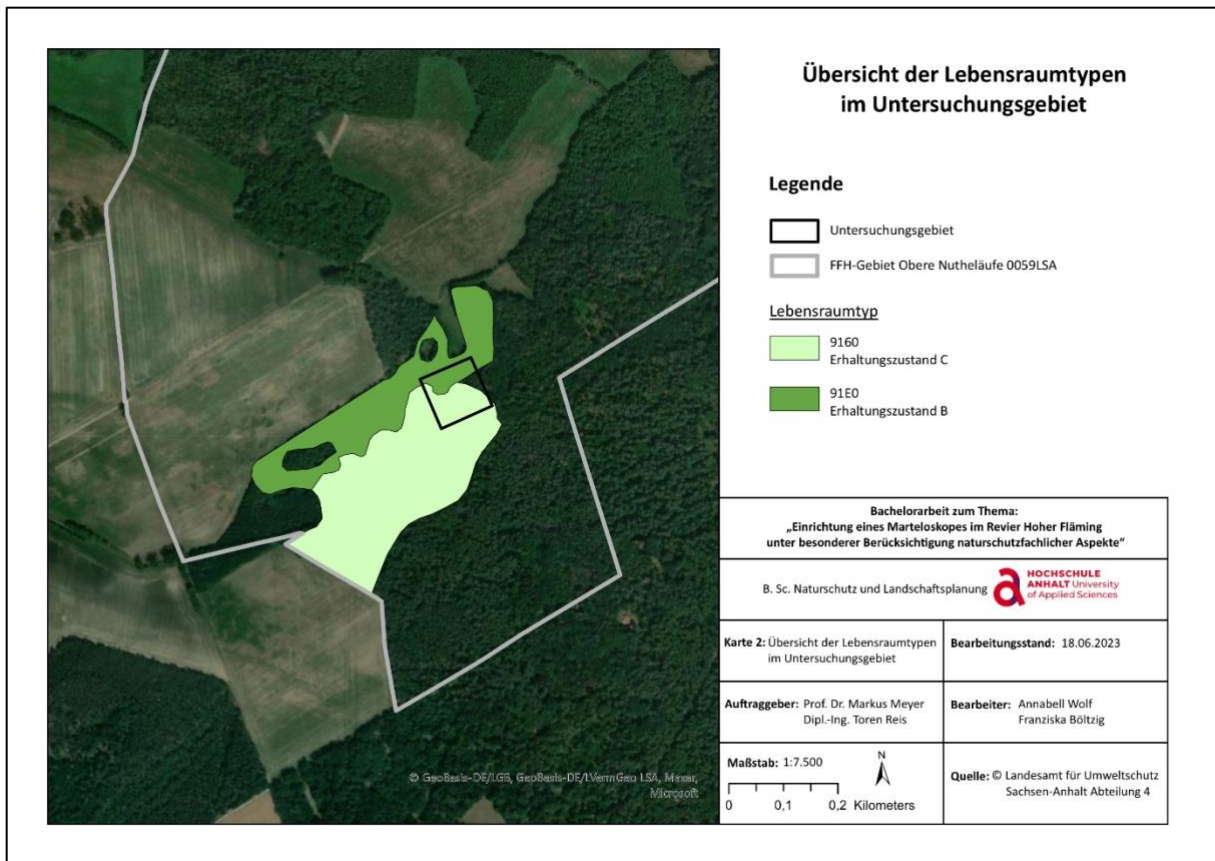 Übersicht der Lebensraumtypen
im Untersuchungsgebiet
Legende
Untersuchungsgebiet
FFH-Gebiet Obere Nutheläufe 0059LSA
Lebensraumtyp
9160
Erhaltungszustand C
91E0
Erhaltungszustand B
© GeoBasis-DE/LGB, GeoBasis-DE/LVermGeo LSA, Maxar,
Microsoft
Bachelorarbeit zum Thema:
„Einrichtung eines Marteloskopes im Revier Hoher Fläming
unter besonderer Berücksichtigung naturschutzfachlicher Aspekte“
B. Sc. Naturschutz und Landschaftsplanung
HOCHSCHULE
ANHALT University
of Applied Sciences
Karte 2: Übersicht der Lebensraumtypen
im Untersuchungsgebiet
Bearbeitungsstand: 18.06.2023
Auftraggeber: Prof. Dr. Markus Meyer
Dipl.-Ing. Toren Reis
Bearbeiter: Annabell Wolf
Franziska Böltzig
Maßstab: 1:7.500
N
0 0,1 0,2 Kilometers
Quelle: © Landesamt für Umweltschutz
Sachsen-Anhalt Abteilung 4